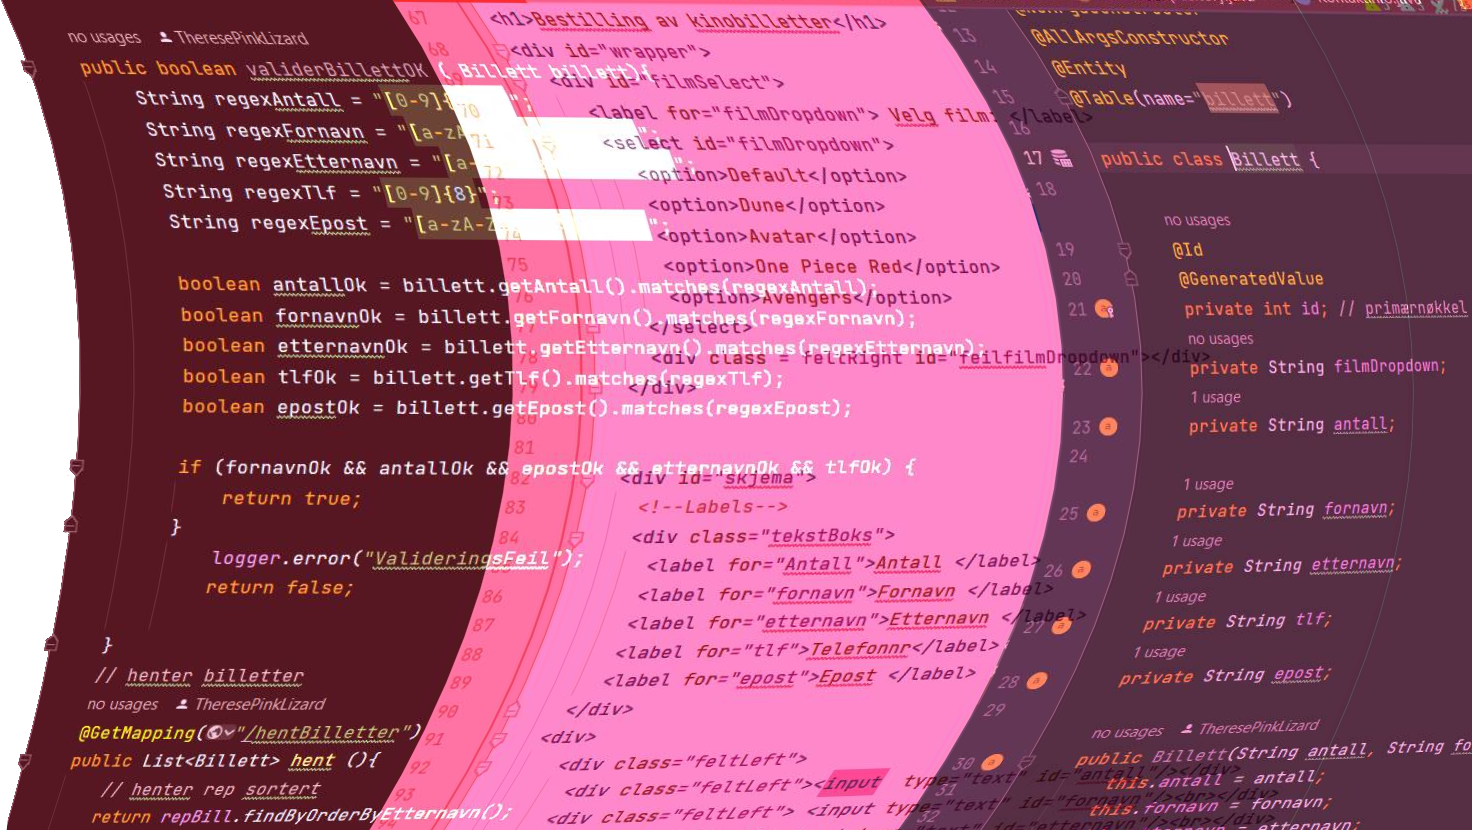 no usages TheresePinkLizard
public boolean validerBillettOK ( Billett billett){
String regexAntall = "[0-9]{ ";
String regexFornavn = "[a-zA ";
String regexEtternavn = "[a- ";
String regexTlf = "[0-9]{8}";
String regexEpost = "[a-zA-Z ";
boolean antallOk = billett.getAntall().matches(regexAntall);
boolean fornavnOk = billett.getFornavn().matches(regexFornavn);
boolean etternavnOk = billett.getEtternavn().matches(regexEtternavn);
boolean tlfOk = billett.getTlf().matches(regexTlf);
boolean epostOk = billett.getEpost().matches(regexEpost);
if (fornavnOk && antallOk && epostOk && etternavnOk && tlfOk) {
return true;
}
logger.error("ValideringsFeil");
return false;
}
// henter billetter
no usages TheresePinkLizard
@GetMapping("/hentBilletter")
public List<Billett> hent (){
// henter rep sortert
return repBill.findByOrderByEtternavn();
67 <h1>Bestilling av kinobilletter</h1>
68 <div id="wrapper">
69 <div id="filmSelect">
70 <label for="filmDropdown"> Velg film: </label>
71 <select id="filmDropdown">
72 <option>Default</option>
73 <option>Dune</option>
74 <option>Avatar</option>
75 <option>One Piece Red</option>
76 <option>Avengers</option>
77 </select>
78 <div class = feltRight id="feilfilmDropdown"></div>
79 </div>
80
81
82 <div id="skjema">
83 <!--Labels-->
84 <div class="tekstBoks">
<label for="Antall">Antall </label>
86 <label for="fornavn">Fornavn </label>
87 <label for="etternavn">Etternavn </label>
88 <label for="tlf">Telefonnr</label>
89 <label for="epost">Epost </label>
90 </div>
91 <div>
92 <div class="feltLeft">
93 <div class="feltLeft"><input type="text" id="antall"/></div>
<div class="feltLeft"> <input type="text" id="fornavn"/><br></div>
13
14 @AllArgsConstructor
15 @Entity
16 @Table(name="billett")
17 public class Billett {
18
no usages
19 @Id
20 @GeneratedValue
21 private int id; // primærnøkkel
no usages
22 private String filmDropdown;
1 usage
23 private String antall;
24
1 usage
25 private String fornavn;
1 usage
26 private String etternavn;
1 usage
27 private String tlf;
1 usage
28 private String epost;
29
no usages TheresePinkLizard
30 public Billett(String antall, String fo
31 this.antall = antall;
32 this.fornavn = fornavn;
= etternavn;